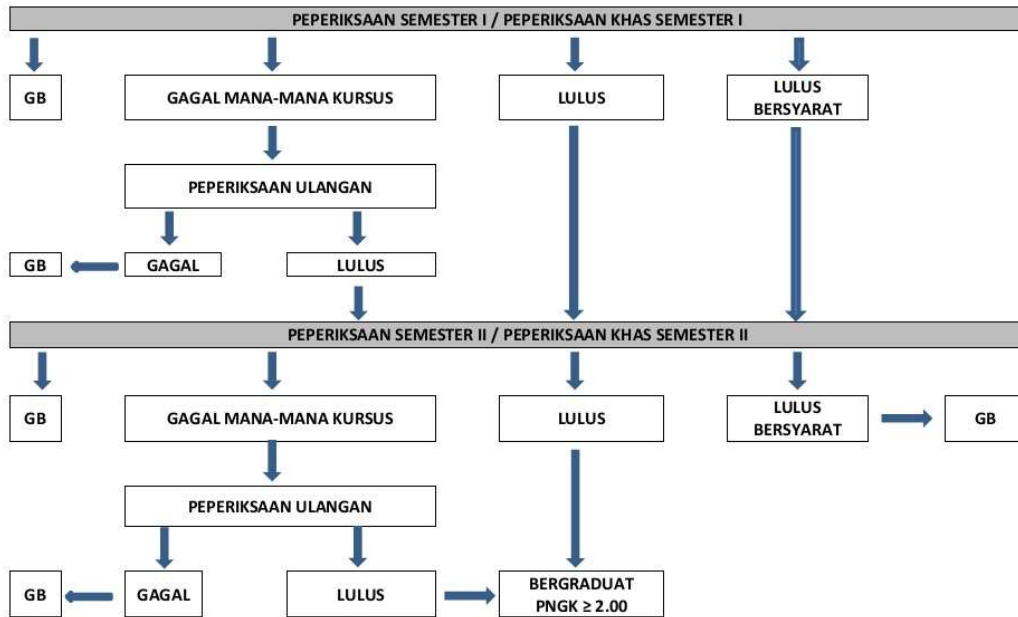 PEPERIKSAAN SEMESTER I / PEPERIKSAAN KHAS SEMESTER I
GB
GAGAL MANA-MANA KURSUS
LULUS
LULUS
BERSYARAT
PEPERIKSAAN ULANGAN
GB
GAGAL
LULUS
PEPERIKSAAN SEMESTER II / PEPERIKSAAN KHAS SEMESTER II
GB
GAGAL MANA-MANA KURSUS
LULUS
LULUS
BERSYARAT
GB
PEPERIKSAAN ULANGAN
GB
GAGAL
LULUS
BERGRADUAT
PNGK ≥ 2.00